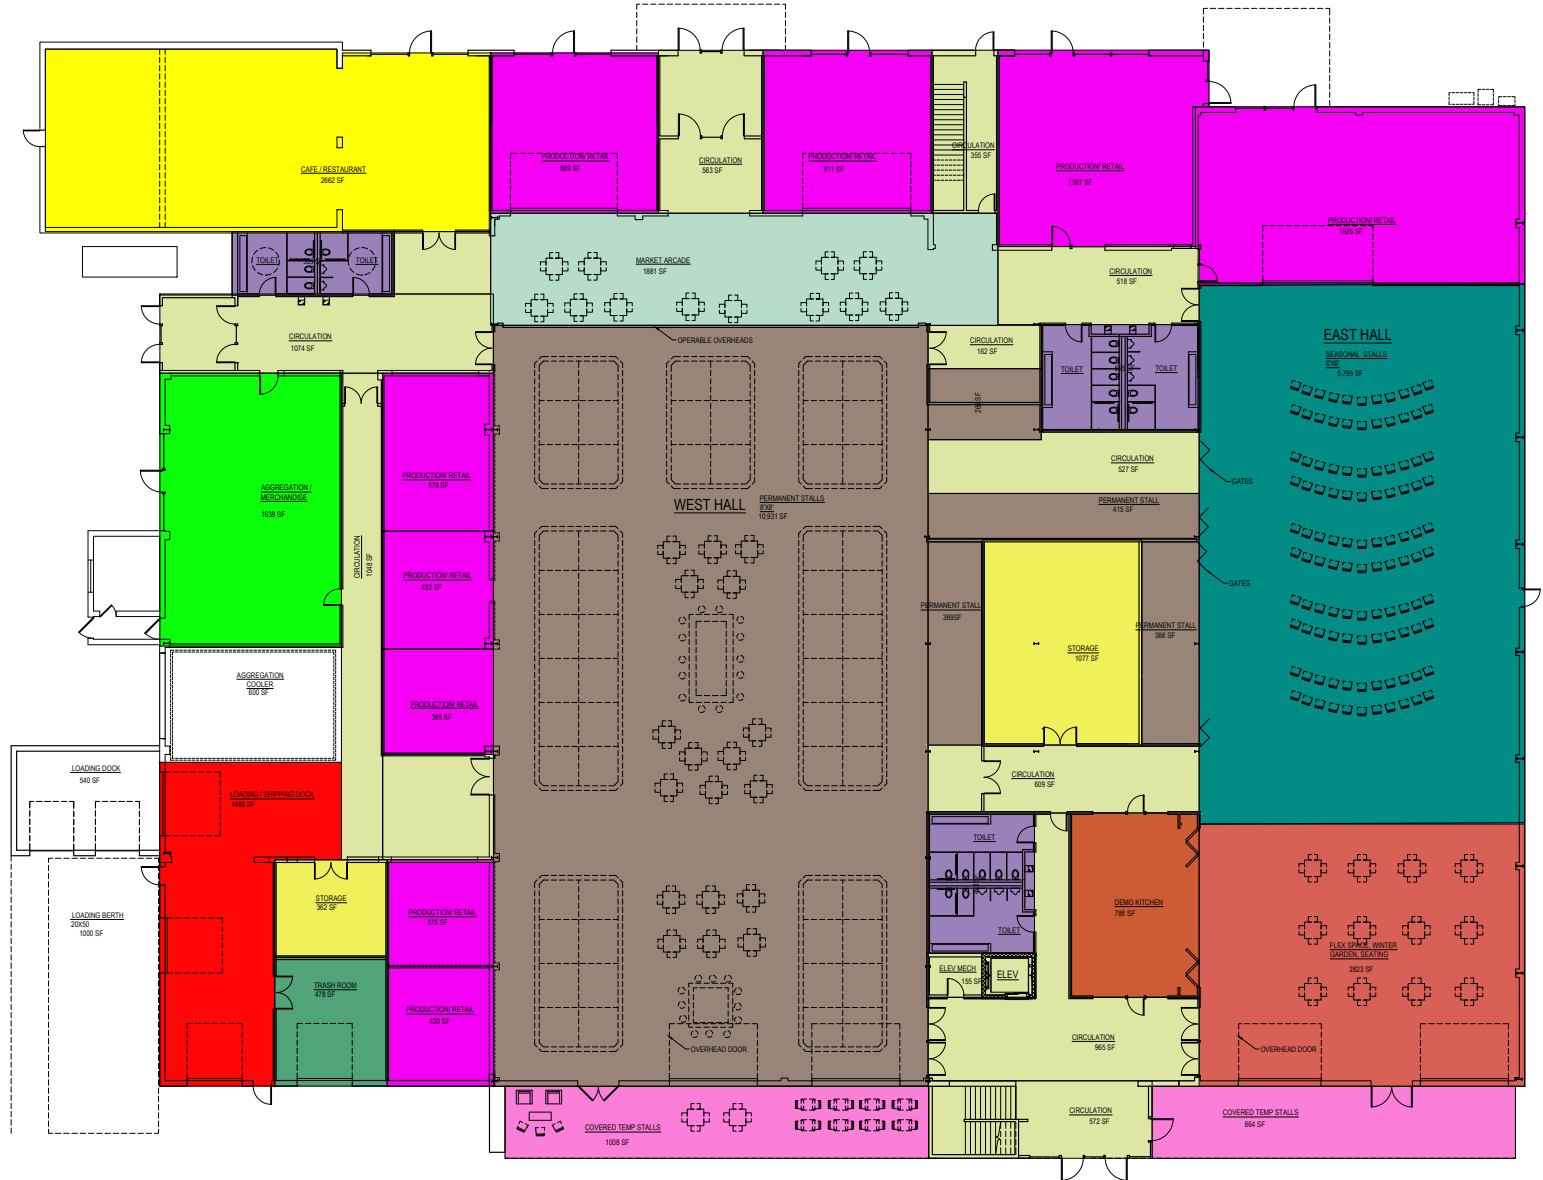 CAFE / RESTAURANT
2662 SF
PRODUCTION/ RETAIL
889 SF
CIRCULATION
563 SF
PRODUCTION/ RETAIL
911 SF
CIRCULATION
355 SF
PRODUCTION/ RETAIL
1307 SF
PRODUCTION/ RETAIL
1926 SF
TOILET
TOILET
MARKET ARCADE
1881 SF
CIRCULATION
518 SF
CIRCULATION
1074 SF
OPERABLE OVERHEADS
CIRCULATION
162 SF
TOILET
TOILET
EAST HALL
SEASONAL STALLS
6'X6'
5,795 SF
AGGREGATION /
MERCHANDISE
1638 SF
CIRCULATION
1048 SF
PRODUCTION/ RETAIL
578 SF
WEST HALL
PERMANENT STALLS
8'X8'
10,931 SF
CIRCULATION
527 SF
GATES
PERMANENT STALL
415 SF
PRODUCTION/ RETAIL
432 SF
GATES
PERMANENT STALL
369SF
STORAGE
1077 SF
PERMANENT STALL
386 SF
AGGREGATION
COOLER
600 SF
PRODUCTION/ RETAIL
385 SF
LOADING DOCK
540 SF
LOADING / SHIPPING DOCK
1446 SF
CIRCULATION
609 SF
TOILET
STORAGE
362 SF
PRODUCTION/ RETAIL
375 SF
DEMO KITCHEN
786 SF
LOADING BERTH
20X50
1000 SF
TOILET
FLEX SPACE, WINTER
GARDEN, SEATING
2823 SF
ELEV MECH
155 SF
ELEV
TRASH ROOM
478 SF
PRODUCTION/ RETAIL
420 SF
OVERHEAD DOOR
CIRCULATION
965 SF
OVERHEAD DOOR
COVERED TEMP STALLS
1008 SF
CIRCULATION
572 SF
COVERED TEMP STALLS
864 SF